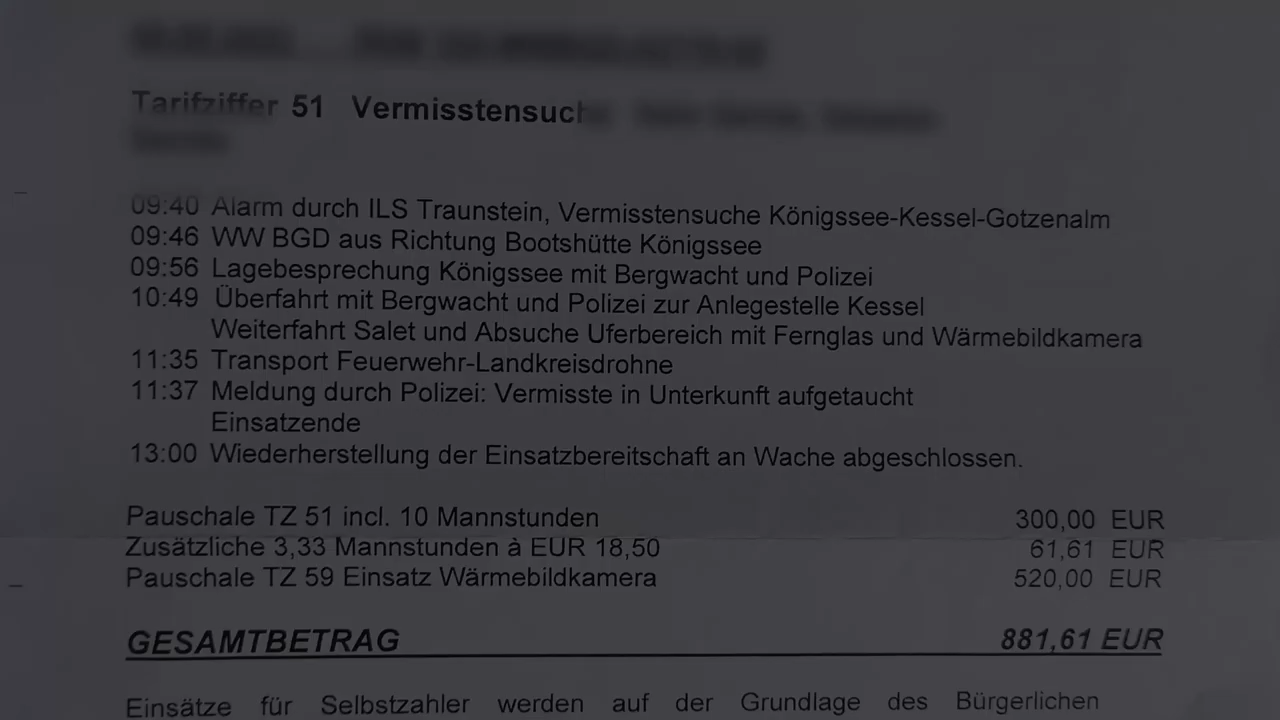 Tarifziffer 51 Vermisstensuche
09:40 Alarm durch ILS Traunstein, Vermisstensuche Königssee-Kessel-Gotzenalm
09:46 WW BGD aus Richtung Bootshütte Königssee
09:56 Lagebesprechung Königssee mit Bergwacht und Polizei
10:49 Überfahrt mit Bergwacht und Polizei zur Anlegestelle Kessel
Weiterfahrt Salet und Absuche Uferbereich mit Fernglas und Wärmebildkamera
11:35 Transport Feuerwehr-Landkreisdrohne
11:37 Meldung durch Polizei: Vermisste in Unterkunft aufgetaucht
Einsatzende
13:00 Wiederherstellung der Einsatzbereitschaft an Wache abgeschlossen.
Pauschale TZ 51 incl. 10 Mannstunden 300,00 EUR
Zusätzliche 3,33 Mannstunden à EUR 18,50 61,61 EUR
Pauschale TZ 59 Einsatz Wärmebildkamera 520,00 EUR
GESAMTBETRAG 881,61 EUR
Einsätze für Selbstzahler werden auf der Grundlage des Bürgerlichen